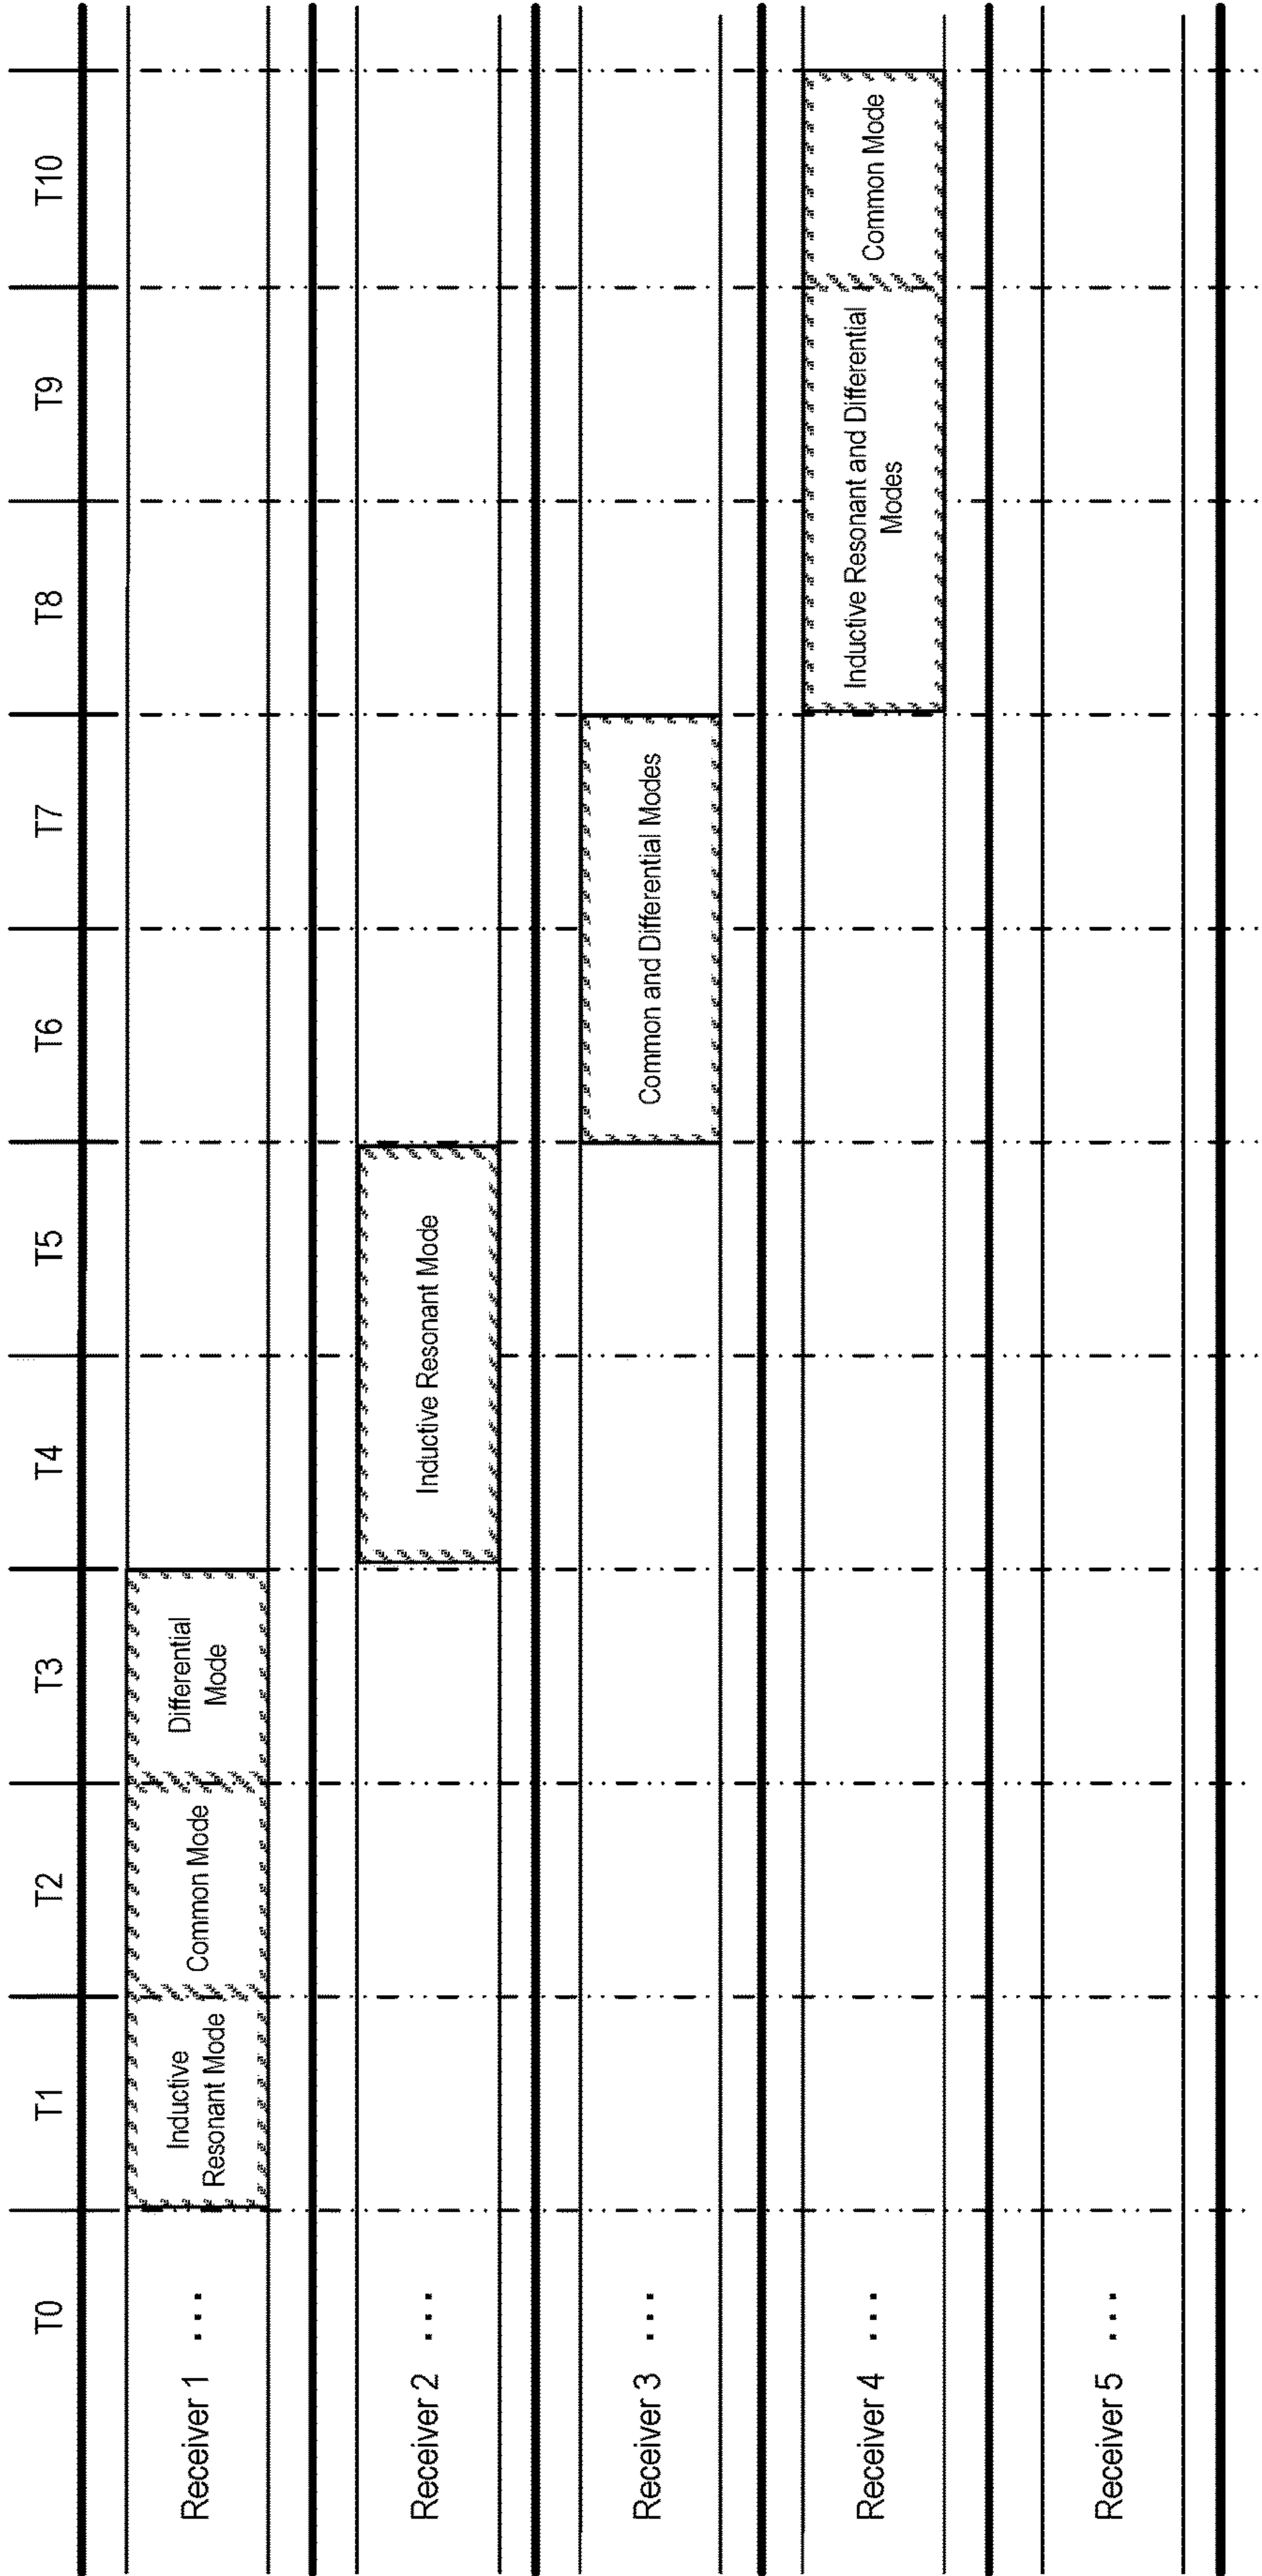 T0 T1 T2 T3 T4 T5 T6 T7 T8 T9 T10
Receiver 1 ...
Inductive
Resonant Mode
Common Mode
Differential
Mode
Receiver 2 ...
Inductive Resonant Mode
Receiver 3 ...
Common and Differential Modes
Receiver 4 ...
Inductive Resonant and Differential
Modes
Common Mode
Receiver 5 ...